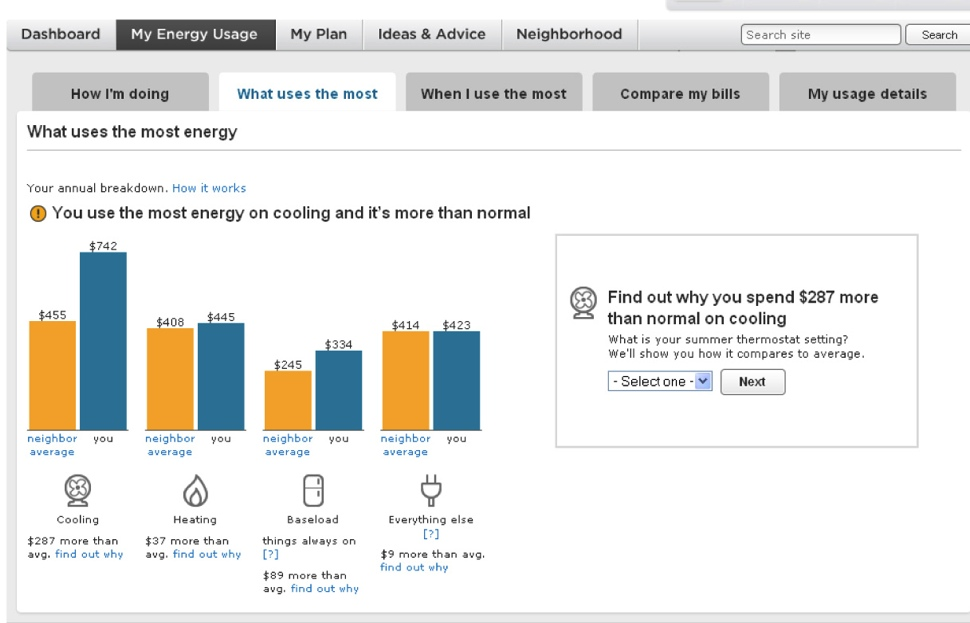 Dashboard My Energy Usage My Plan Ideas & Advice Neighborhood Search site Search
How I'm doing What uses the most When I use the most Compare my bills My usage details
What uses the most energy
Your annual breakdown. How it works
You use the most energy on cooling and it's more than normal
$742
$455
$408
$445
$245
$334
$414
$423
neighbor average you
neighbor average you
neighbor average you
neighbor average you
Cooling
$287 more than
avg. find out why
Heating
$37 more than
avg. find out why
Baseload
things always on
[?]
$89 more than
avg. find out why
Everything else
[?]
$9 more than avg.
find out why
Find out why you spend $287 more
than normal on cooling
What is your summer thermostat setting?
We'll show you how it compares to average.
- Select one - Next